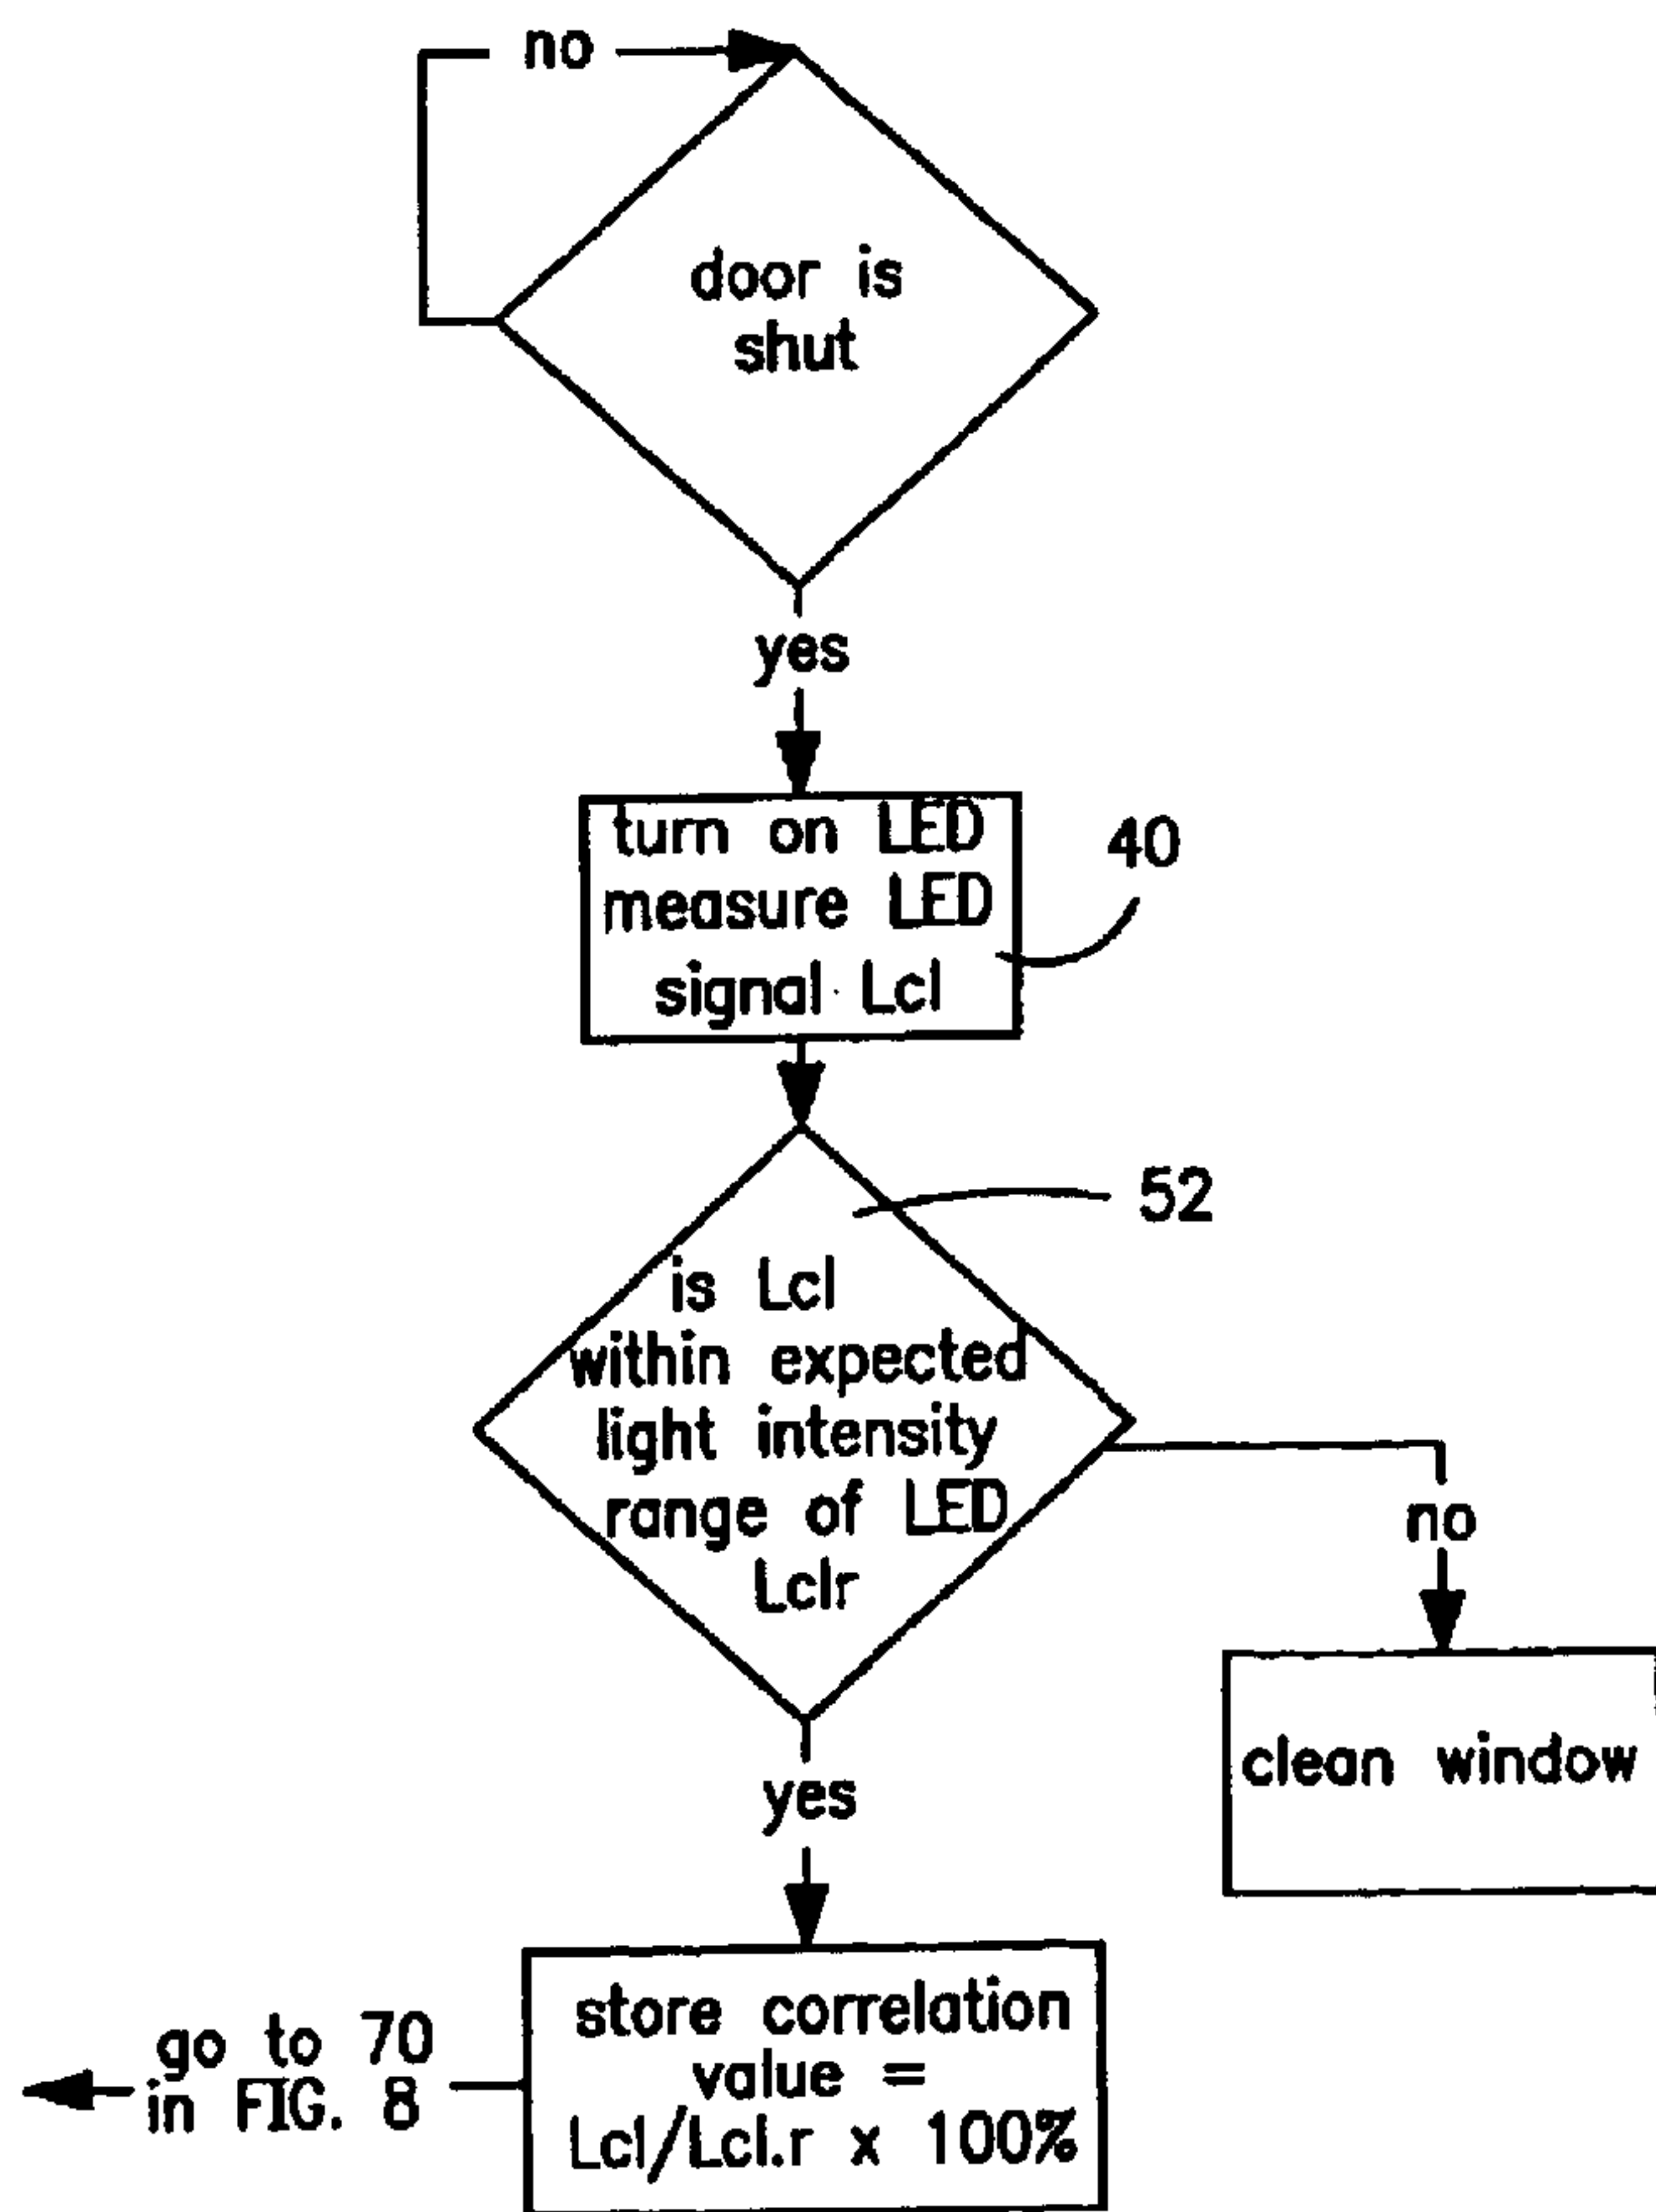 no
door is
shut
yes
turn on LED
measure LED
signal Lcl
40
52
is Lcl
within expected
light intensity
range of LED
Lclr
no
clean window
yes
store correlation
value =
Lcl/Lcl.r x 100%
go to 70
in FIG. 8